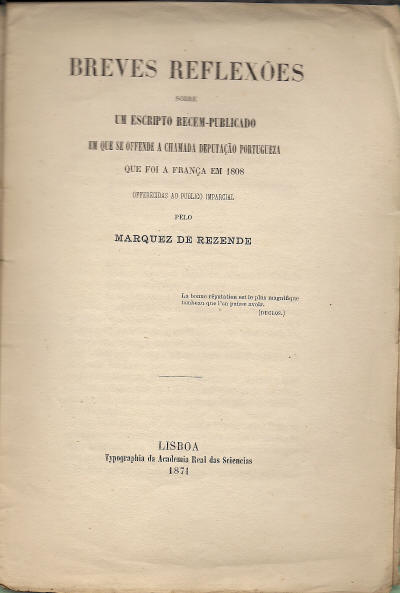 BREVES REFLEXÕES
SOBRE
UM ESCRIPTO RECEM-PUBLICADO
EM QUE SE OFFENDE A CHAMADA DEPUTAÇÃO PORTUGUEZA
QUE FOI A FRANÇA EM 1808
OFFERECIDAS AO PUBLICO IMPARCIAL
PELO
MARQUEZ DE REZENDE
La bonne réputation est le plus magnifique
tombeau que l'on puisse avoir.
(DUCLOS.)
LISBOA
Typographia da Academia Real das Sciencias
1871